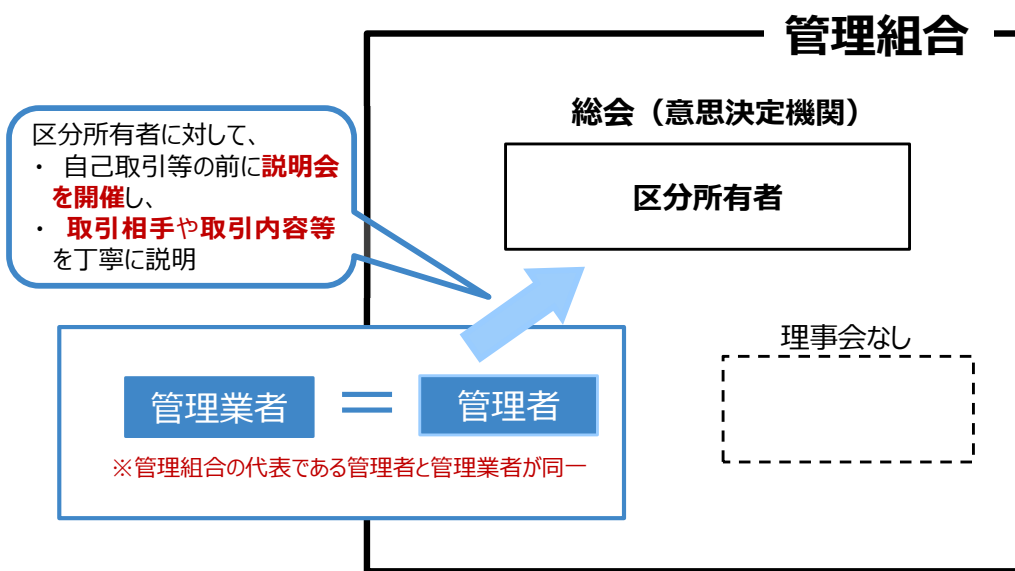 管理組合
総会（意思決定機関）
区分所有者
区分所有者に対して、
・ 自己取引等の前に説明会
を開催し、
・ 取引相手や取引内容等
を丁寧に説明
理事会なし
管理業者 ＝ 管理者
※管理組合の代表である管理者と管理業者が同一